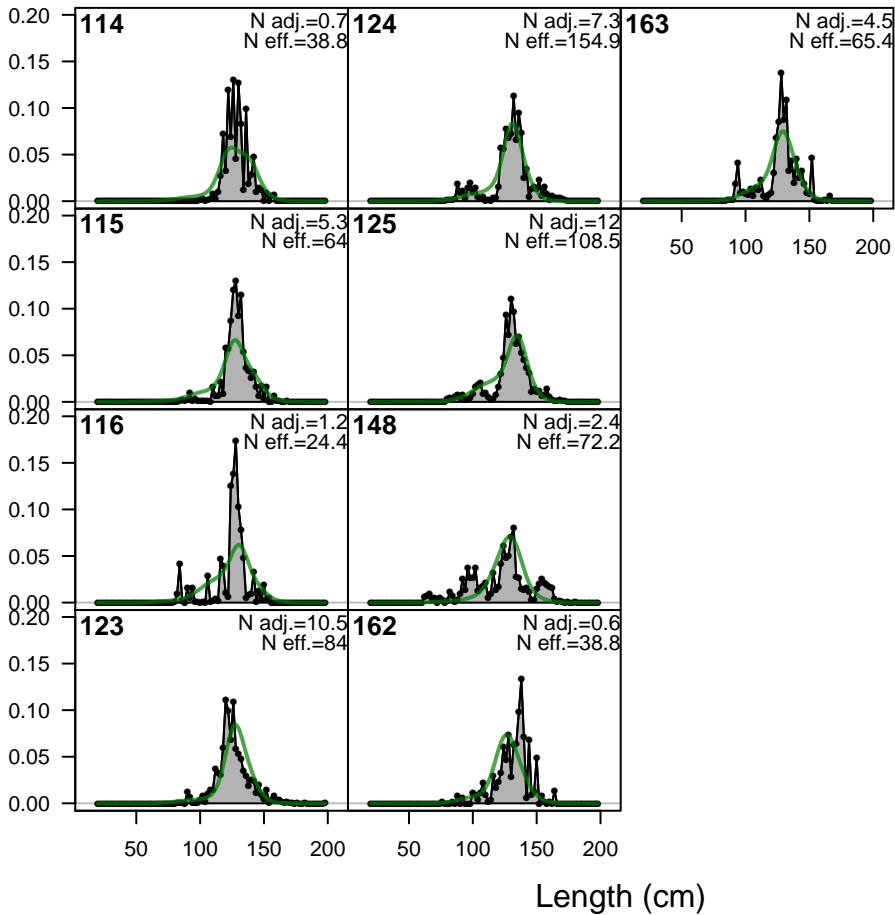 0.20 114 N adj.=0.7 124 N adj.=7.3 163 N adj.=4.5
N eff.=38.8 N eff.=154.9 N eff.=65.4
0.15
0.10
0.05
0.00
0.20 115 N adj.=5.3 125 N adj.=12 50 100 150 200
N eff.=64 N eff.=108.5
0.15
0.10
0.05
0.00
0.20 116 N adj.=1.2 148 N adj.=2.4
N eff.=24.4 N eff.=72.2
0.15
0.10
0.05
0.00
0.20 123 N adj.=10.5 162 N adj.=0.6
N eff.=84 N eff.=38.8
0.15
0.10
0.05
0.00
50 100 150 200 50 100 150 200
Length (cm)